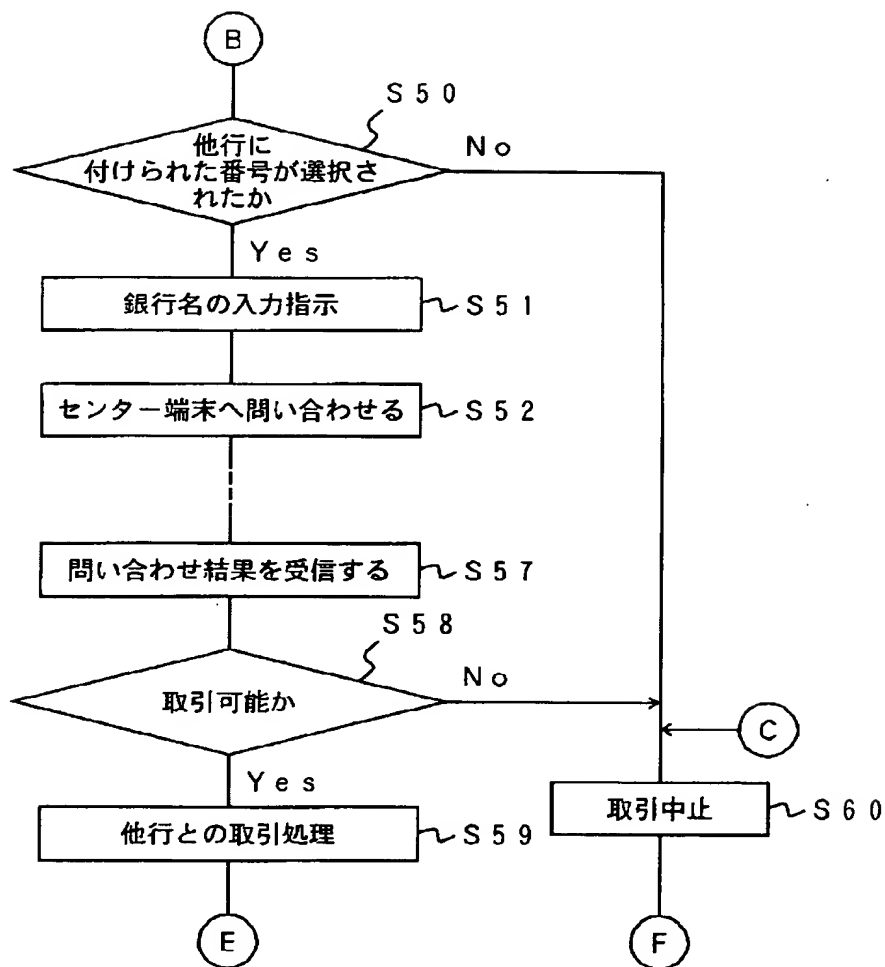 B
S50
他行に
付けられた番号が選択さ
れたか
No
Yes
銀行名の入力指示
S51
センター端末へ問い合わせる
S52
問い合わせ結果を受信する
S57
S58
取引可能か
No
C
Yes
取引中止
S60
他行との取引処理
S59
E
F